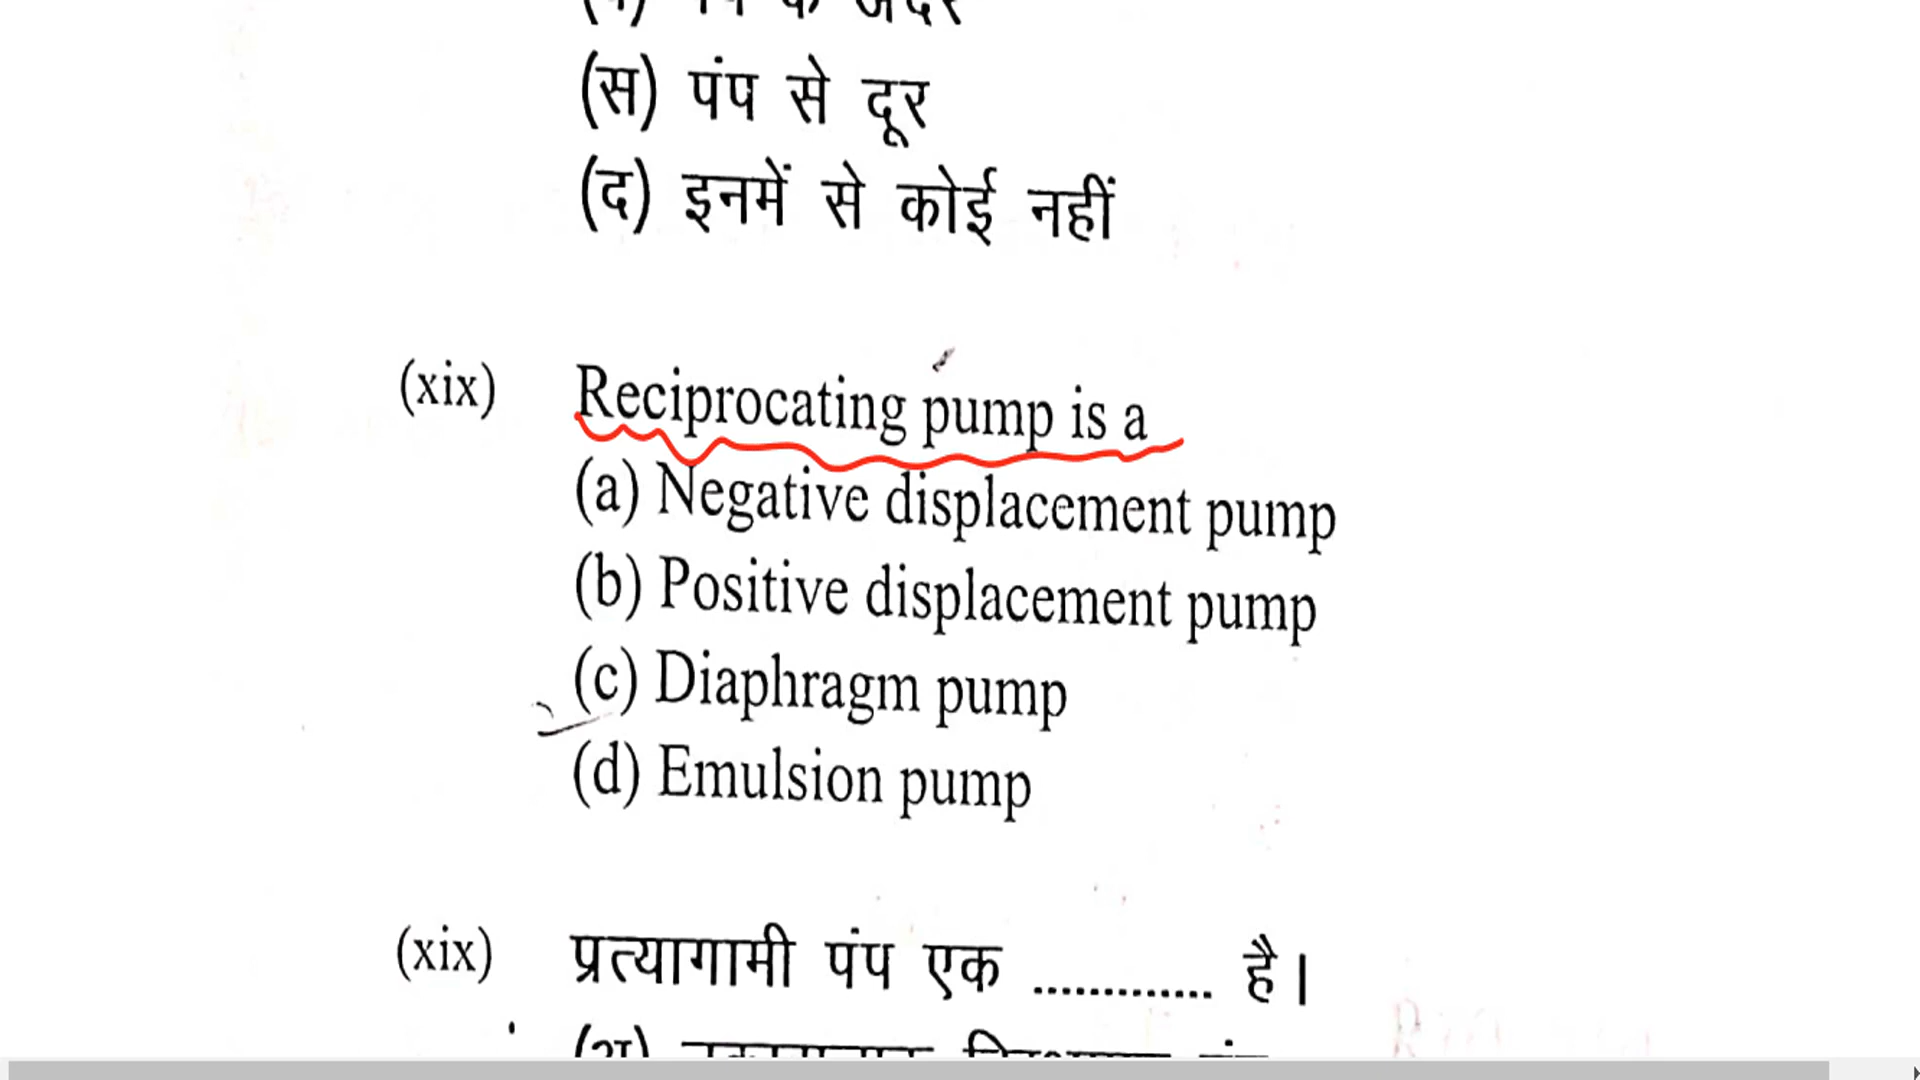 (स) पंप से दूर
(द) इनमें से कोई नहीं
(xix) Reciprocating pump is a
(a) Negative displacement pump
(b) Positive displacement pump
(c) Diaphragm pump
(d) Emulsion pump
(xix) प्रत्यागामी पंप एक ............. है।